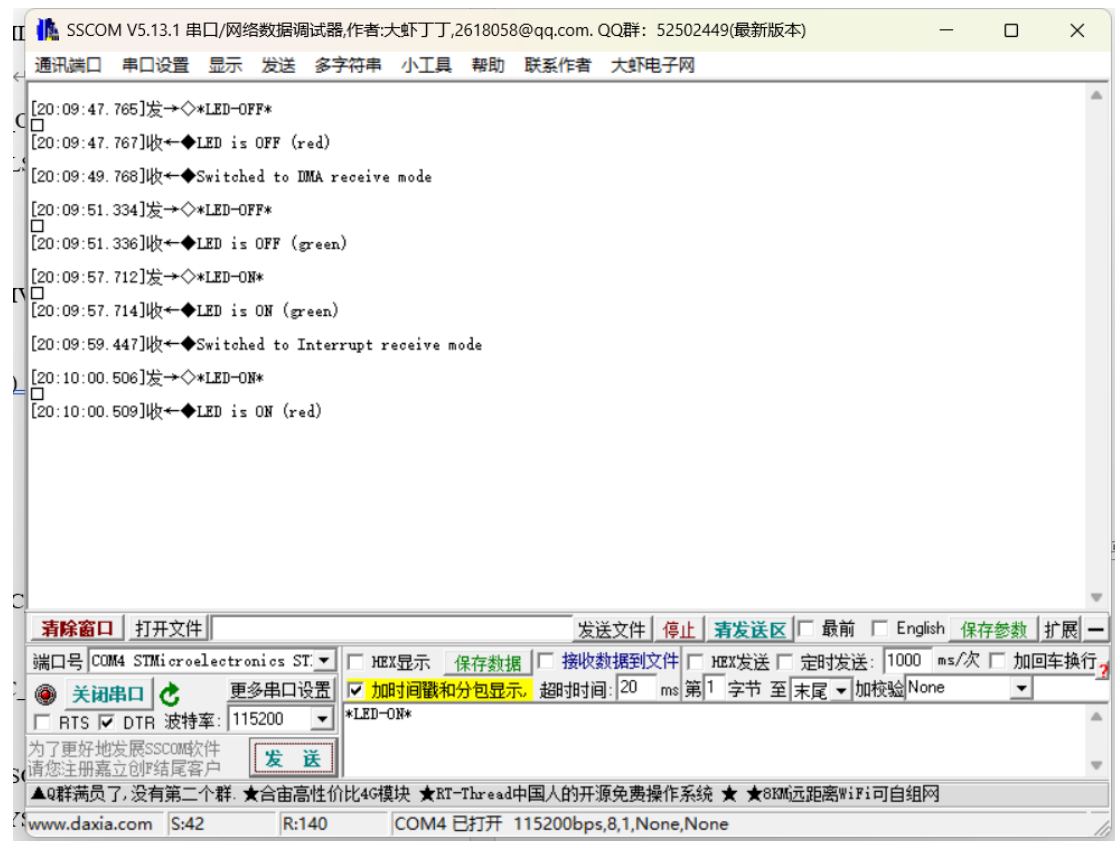 SSCOM V5.13.1 串口/网络数据调试器,作者:大虾丁丁,2618058@qq.com. QQ群: 52502449(最新版本)
通讯端口 串口设置 显示 发送 多字符串 小工具 帮助 联系作者 大虾电子网
[20:09:47.765]发→◇*LED-OFF*
□
[20:09:47.767]收←◆LED is OFF (red)
[20:09:49.768]收←◆Switched to DMA receive mode
[20:09:51.334]发→◇*LED-OFF*
□
[20:09:51.336]收←◆LED is OFF (green)
[20:09:57.712]发→◇*LED-ON*
□
[20:09:57.714]收←◆LED is ON (green)
[20:09:59.447]收←◆Switched to Interrupt receive mode
[20:10:00.506]发→◇*LED-ON*
□
[20:10:00.509]收←◆LED is ON (red)
清除窗口 打开文件 发送文件 停止 清发送区 最前 English 保存参数 扩展 —
端口号 COM4 STMicroelectronics ST: HEX显示 保存数据 接收数据到文件 HEX发送 定时发送: 1000 ms/次 加回车换行
关闭串口 更多串口设置 加时间戳和分包显示, 超时时间: 20 ms 第1 字节 至 末尾 加校验 None
RTS DTR 波特率: 115200 *LED-ON*
为了更好地发展SSCOM软件
请您注册嘉立创F结尾客户
发 送
▲Q群满员了,没有第二个群. ★合宙高性价比4G模块 ★RT-Thread中国人的开源免费操作系统 ★ ★8KM远距离WiFi可自组网
www.daxia.com S:42 R:140 COM4 已打开 115200bps,8,1,None,None